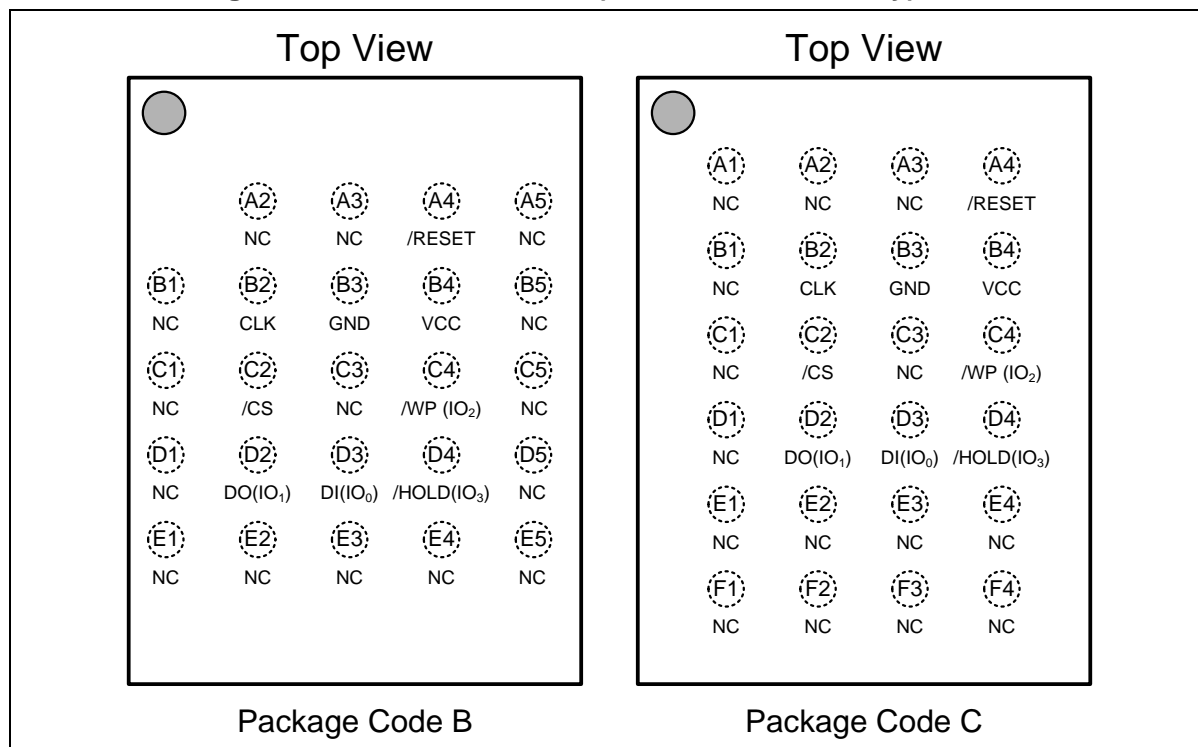 Top View
A2 A3 A4 A5
NC NC /RESET NC
B1 B2 B3 B4 B5
NC CLK GND VCC NC
C1 C2 C3 C4 C5
NC /CS NC /WP (IO₂) NC
D1 D2 D3 D4 D5
NC DO(IO₁) DI(IO₀) /HOLD(IO₃) NC
E1 E2 E3 E4 E5
NC NC NC NC NC
Package Code B
Top View
A1 A2 A3 A4
NC NC NC /RESET
B1 B2 B3 B4
NC CLK GND VCC
C1 C2 C3 C4
NC /CS NC /WP (IO₂)
D1 D2 D3 D4
NC DO(IO₁) DI(IO₀) /HOLD(IO₃)
E1 E2 E3 E4
NC NC NC NC
F1 F2 F3 F4
NC NC NC NC
Package Code C